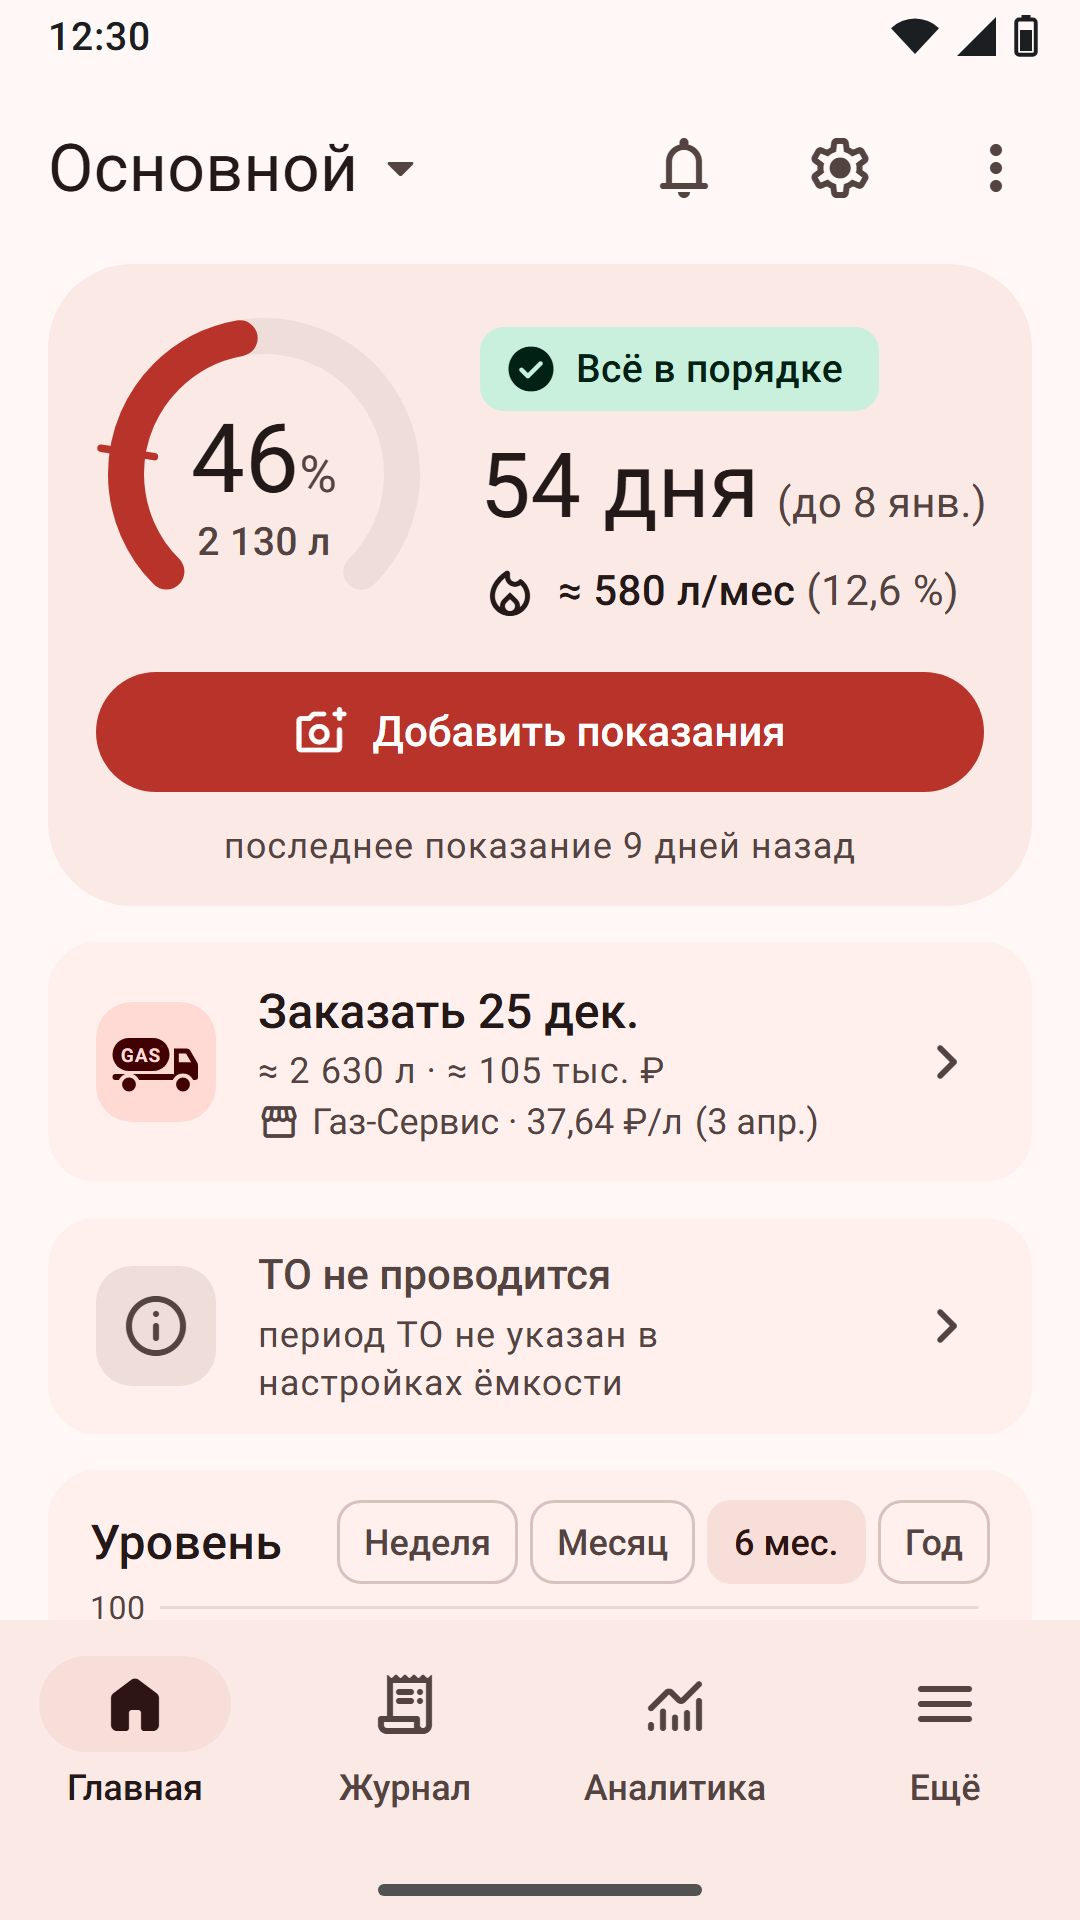 12:30
Основной
46%
2 130 л
Всё в порядке
54 дня (до 8 янв.)
≈ 580 л/мес (12,6 %)
Добавить показания
последнее показание 9 дней назад
GAS
Заказать 25 дек.
≈ 2 630 л · ≈ 105 тыс. ₽
Газ-Сервис · 37,64 ₽/л (3 апр.)
ТО не проводится
период ТО не указан в
настройках ёмкости
Уровень
Неделя
Месяц
6 мес.
Год
100
Главная
Журнал
Аналитика
Ещё